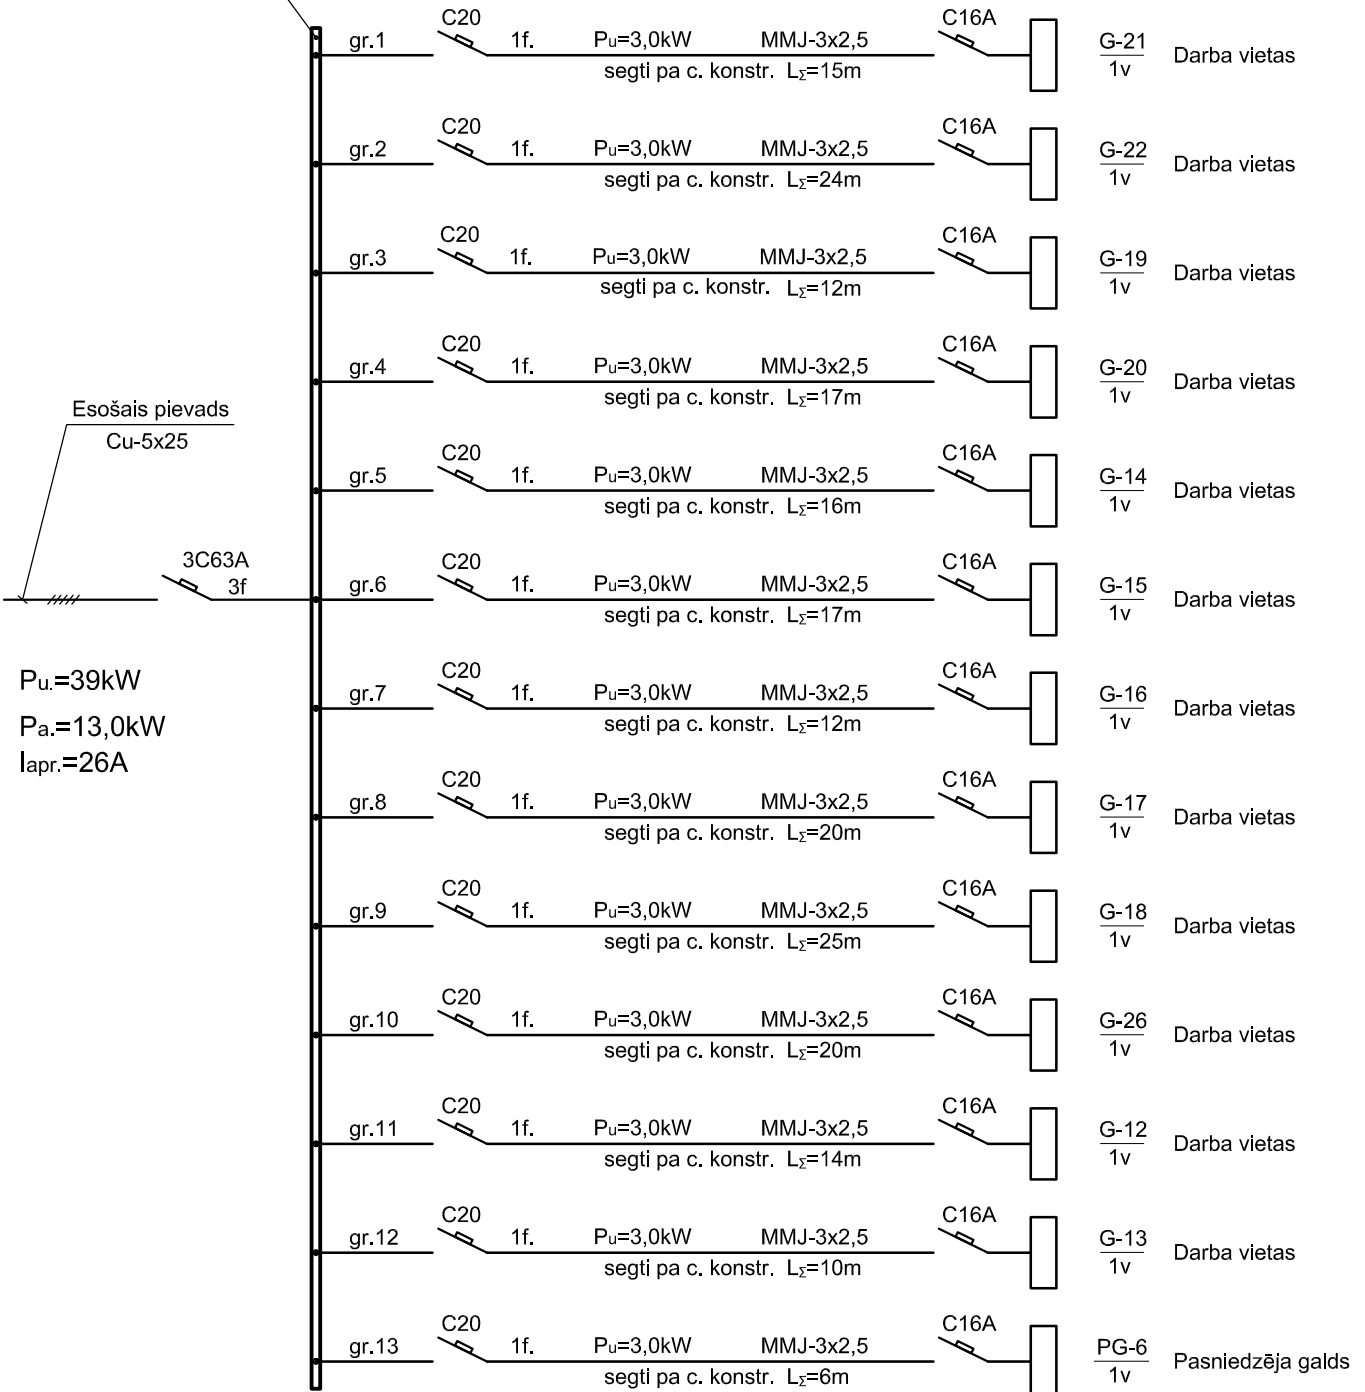 gr.1 C20 1f. Pu=3,0kW MMJ-3x2,5 C16A G-21 Darba vietas
segti pa c. konstr. LΣ=15m 1v
gr.2 C20 1f. Pu=3,0kW MMJ-3x2,5 C16A G-22 Darba vietas
segti pa c. konstr. LΣ=24m 1v
gr.3 C20 1f. Pu=3,0kW MMJ-3x2,5 C16A G-19 Darba vietas
segti pa c. konstr. LΣ=12m 1v
gr.4 C20 1f. Pu=3,0kW MMJ-3x2,5 C16A G-20 Darba vietas
segti pa c. konstr. LΣ=17m 1v
Esošais pievads
Cu-5x25
gr.5 C20 1f. Pu=3,0kW MMJ-3x2,5 C16A G-14 Darba vietas
segti pa c. konstr. LΣ=16m 1v
3C63A
3f
gr.6 C20 1f. Pu=3,0kW MMJ-3x2,5 C16A G-15 Darba vietas
segti pa c. konstr. LΣ=17m 1v
Pu.=39kW
Pa.=13,0kW
Iapr.=26A
gr.7 C20 1f. Pu=3,0kW MMJ-3x2,5 C16A G-16 Darba vietas
segti pa c. konstr. LΣ=12m 1v
gr.8 C20 1f. Pu=3,0kW MMJ-3x2,5 C16A G-17 Darba vietas
segti pa c. konstr. LΣ=20m 1v
gr.9 C20 1f. Pu=3,0kW MMJ-3x2,5 C16A G-18 Darba vietas
segti pa c. konstr. LΣ=25m 1v
gr.10 C20 1f. Pu=3,0kW MMJ-3x2,5 C16A G-26 Darba vietas
segti pa c. konstr. LΣ=20m 1v
gr.11 C20 1f. Pu=3,0kW MMJ-3x2,5 C16A G-12 Darba vietas
segti pa c. konstr. LΣ=14m 1v
gr.12 C20 1f. Pu=3,0kW MMJ-3x2,5 C16A G-13 Darba vietas
segti pa c. konstr. LΣ=10m 1v
gr.13 C20 1f. Pu=3,0kW MMJ-3x2,5 C16A PG-6 Pasniedzēja galds
segti pa c. konstr. LΣ=6m 1v